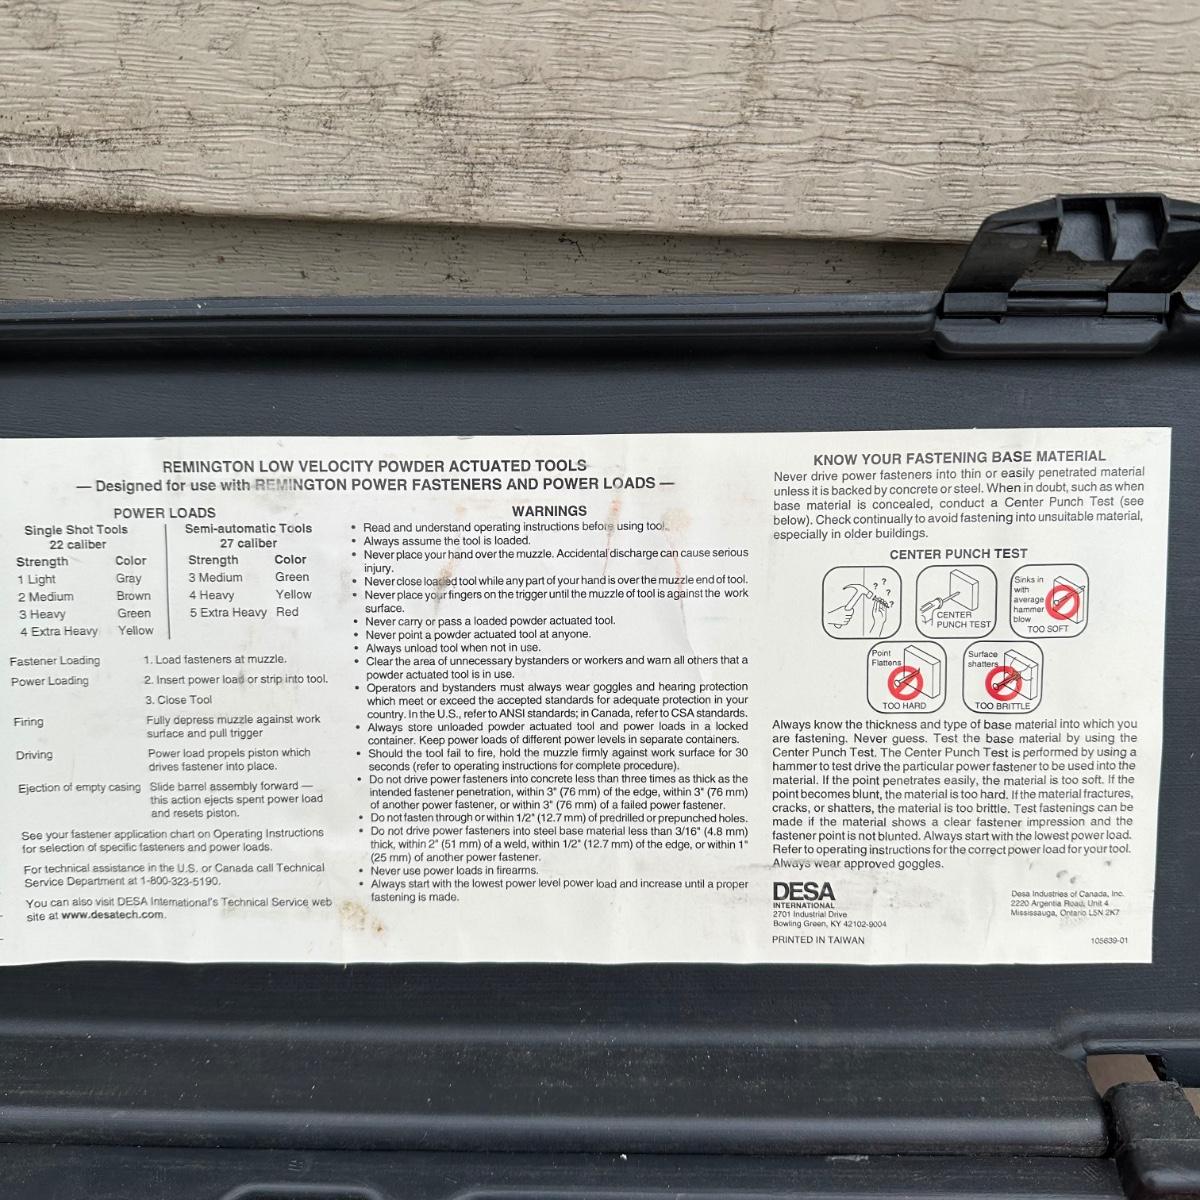 REMINGTON LOW VELOCITY POWDER ACTUATED TOOLS
— Designed for use with REMINGTON POWER FASTENERS AND POWER LOADS —
POWER LOADS
Single Shot Tools
22 caliber
Strength Color
1 Light Gray
2 Medium Brown
3 Heavy Green
4 Extra Heavy Yellow
Semi-automatic Tools
27 caliber
Strength Color
3 Medium Green
4 Heavy Yellow
5 Extra Heavy Red
Fastener Loading 1. Load fasteners at muzzle.
Power Loading 2. Insert power load or strip into tool.
3. Close Tool
Firing Fully depress muzzle against work
surface and pull trigger
Driving Power load propels piston which
drives fastener into place.
Ejection of empty casing Slide barrel assembly forward —
this action ejects spent power load
and resets piston.
See your fastener application chart on Operating Instructions
for selection of specific fasteners and power loads.
For technical assistance in the U.S. or Canada call Technical
Service Department at 1-800-323-5190.
You can also visit DESA International's Technical Service web
site at www.desatech.com.
WARNINGS
• Read and understand operating instructions before using tool.
• Always assume the tool is loaded.
• Never place your hand over the muzzle. Accidental discharge can cause serious
injury.
• Never close loaded tool while any part of your hand is over the muzzle end of tool.
• Never place your fingers on the trigger until the muzzle of tool is against the work
surface.
• Never carry or pass a loaded powder actuated tool.
• Never point a powder actuated tool at anyone.
• Always unload tool when not in use.
• Clear the area of unnecessary bystanders or workers and warn all others that a
powder actuated tool is in use.
• Operators and bystanders must always wear goggles and hearing protection
which meet or exceed the accepted standards for adequate protection in your
country. In the U.S., refer to ANSI standards; in Canada, refer to CSA standards.
• Always store unloaded powder actuated tool and power loads in a locked
container. Keep power loads of different power levels in separate containers.
• Should the tool fail to fire, hold the muzzle firmly against work surface for 30
seconds (refer to operating instructions for complete procedure).
• Do not drive power fasteners into concrete less than three times as thick as the
intended fastener penetration, within 3" (76 mm) of the edge, within 3" (76 mm)
of another power fastener, or within 3" (76 mm) of a failed power fastener.
• Do not fasten through or within 1/2" (12.7 mm) of predrilled or prepunched holes.
• Do not drive power fasteners into steel base material less than 3/16" (4.8 mm)
thick, within 2" (51 mm) of a weld, within 1/2" (12.7 mm) of the edge, or within 1"
(25 mm) of another power fastener.
• Never use power loads in firearms.
• Always start with the lowest power level power load and increase until a proper
fastening is made.
KNOW YOUR FASTENING BASE MATERIAL
Never drive power fasteners into thin or easily penetrated material
unless it is backed by concrete or steel. When in doubt, such as when
base material is concealed, conduct a Center Punch Test (see
below). Check continually to avoid fastening into unsuitable material,
especially in older buildings.
CENTER PUNCH TEST
? ? ? ?
CENTER
PUNCH TEST
Sinks in
with
average
hammer
blow
TOO SOFT
Point
Flattens
TOO HARD
Surface
shatters
TOO BRITTLE
Always know the thickness and type of base material into which you
are fastening. Never guess. Test the base material by using the
Center Punch Test. The Center Punch Test is performed by using a
hammer to test drive the particular power fastener to be used into the
material. If the point penetrates easily, the material is too soft. If the
point becomes blunt, the material is too hard. If the material fractures,
cracks, or shatters, the material is too brittle. Test fastenings can be
made if the material shows a clear fastener impression and the
fastener point is not blunted. Always start with the lowest power load.
Refer to operating instructions for the correct power load for your tool.
Always wear approved goggles.
DESA
INTERNATIONAL
2701 Industrial Drive
Bowling Green, KY 42102-9004
PRINTED IN TAIWAN
Desa Industries of Canada, Inc.
2220 Argentia Road, Unit 4
Mississauga, Ontario L5N 2K7
105639-01